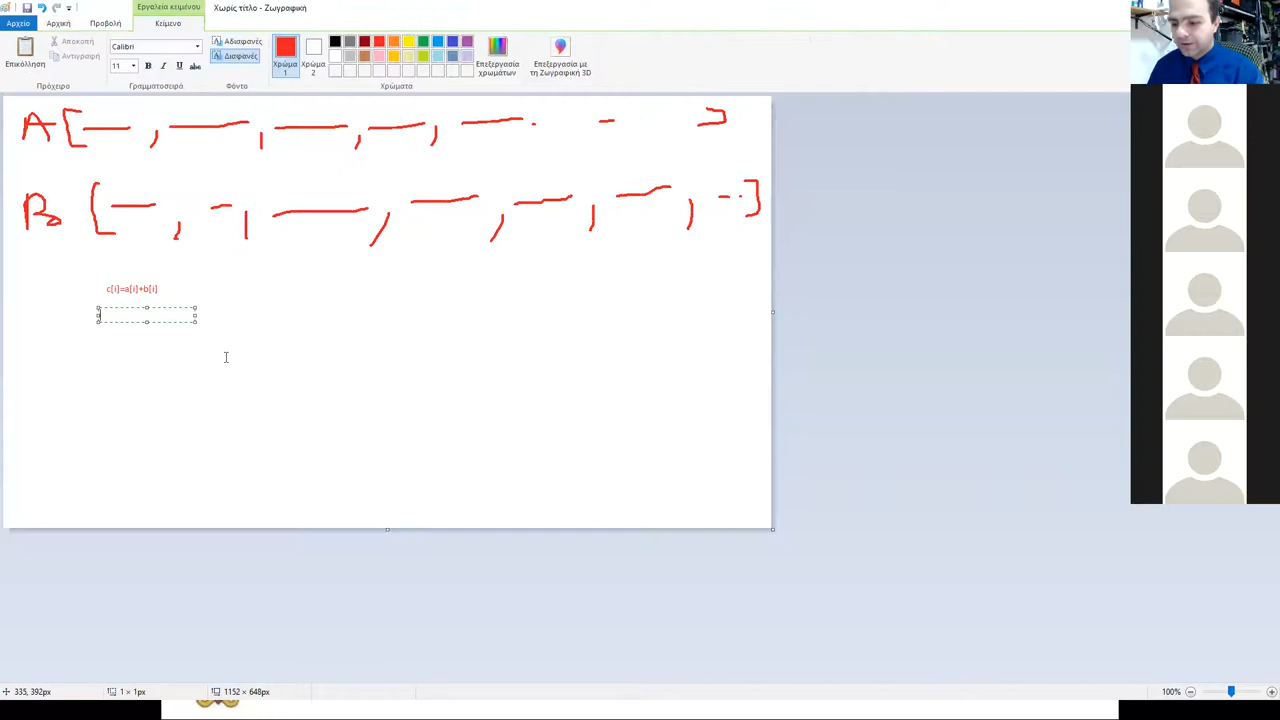 Εργαλεία κειμένου
Χωρίς τίτλο - Ζωγραφική
Αρχείο
Αρχική
Προβολή
Κείμενο
Επικόλληση
Αποκοπή
Αντιγραφή
Πρόχειρο
Calibri
11
B I U abc
Γραμματοσειρά
Αδιαφανές
Διαφανές
Φόντο
Χρώμα 1
Χρώμα 2
Χρώματα
Επεξεργασία χρωμάτων
Επεξεργασία με τη Ζωγραφική 3D
A[—, —, —, —, —. - ]
B [—, -, —, —, —, —, -·]
c[i]=a[i]+b[i]
335, 392px
1 × 1px
1152 × 648px
100%